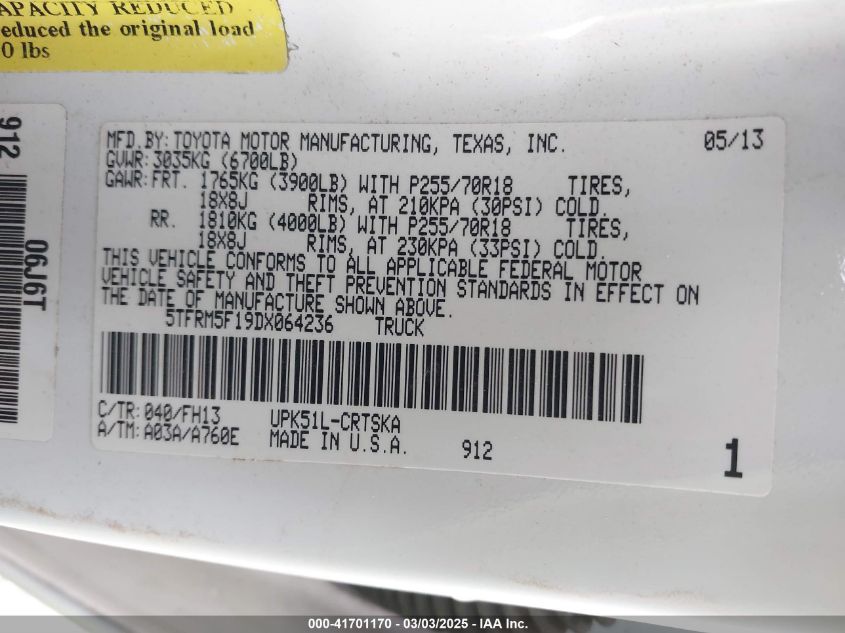 CAPACITY REDUCED
educed the original load
0 lbs
912
06J6T
MFD. BY: TOYOTA MOTOR MANUFACTURING, TEXAS, INC. 05/13
GVWR: 3035KG (6700LB)
GAWR: FRT. 1765KG (3900LB) WITH P255/70R18 TIRES,
18X8J RIMS, AT 210KPA (30PSI) COLD.
RR. 1810KG (4000LB) WITH P255/70R18 TIRES,
18X8J RIMS, AT 230KPA (33PSI) COLD.
THIS VEHICLE CONFORMS TO ALL APPLICABLE FEDERAL MOTOR
VEHICLE SAFETY AND THEFT PREVENTION STANDARDS IN EFFECT ON
THE DATE OF MANUFACTURE SHOWN ABOVE.
5TFRM5F19DX064236 TRUCK
C/TR: 040/FH13 UPK51L-CRTSKA
A/TM: A03A/A760E MADE IN U.S.A. 912
1
000-41701170 - 03/03/2025 - IAA Inc.